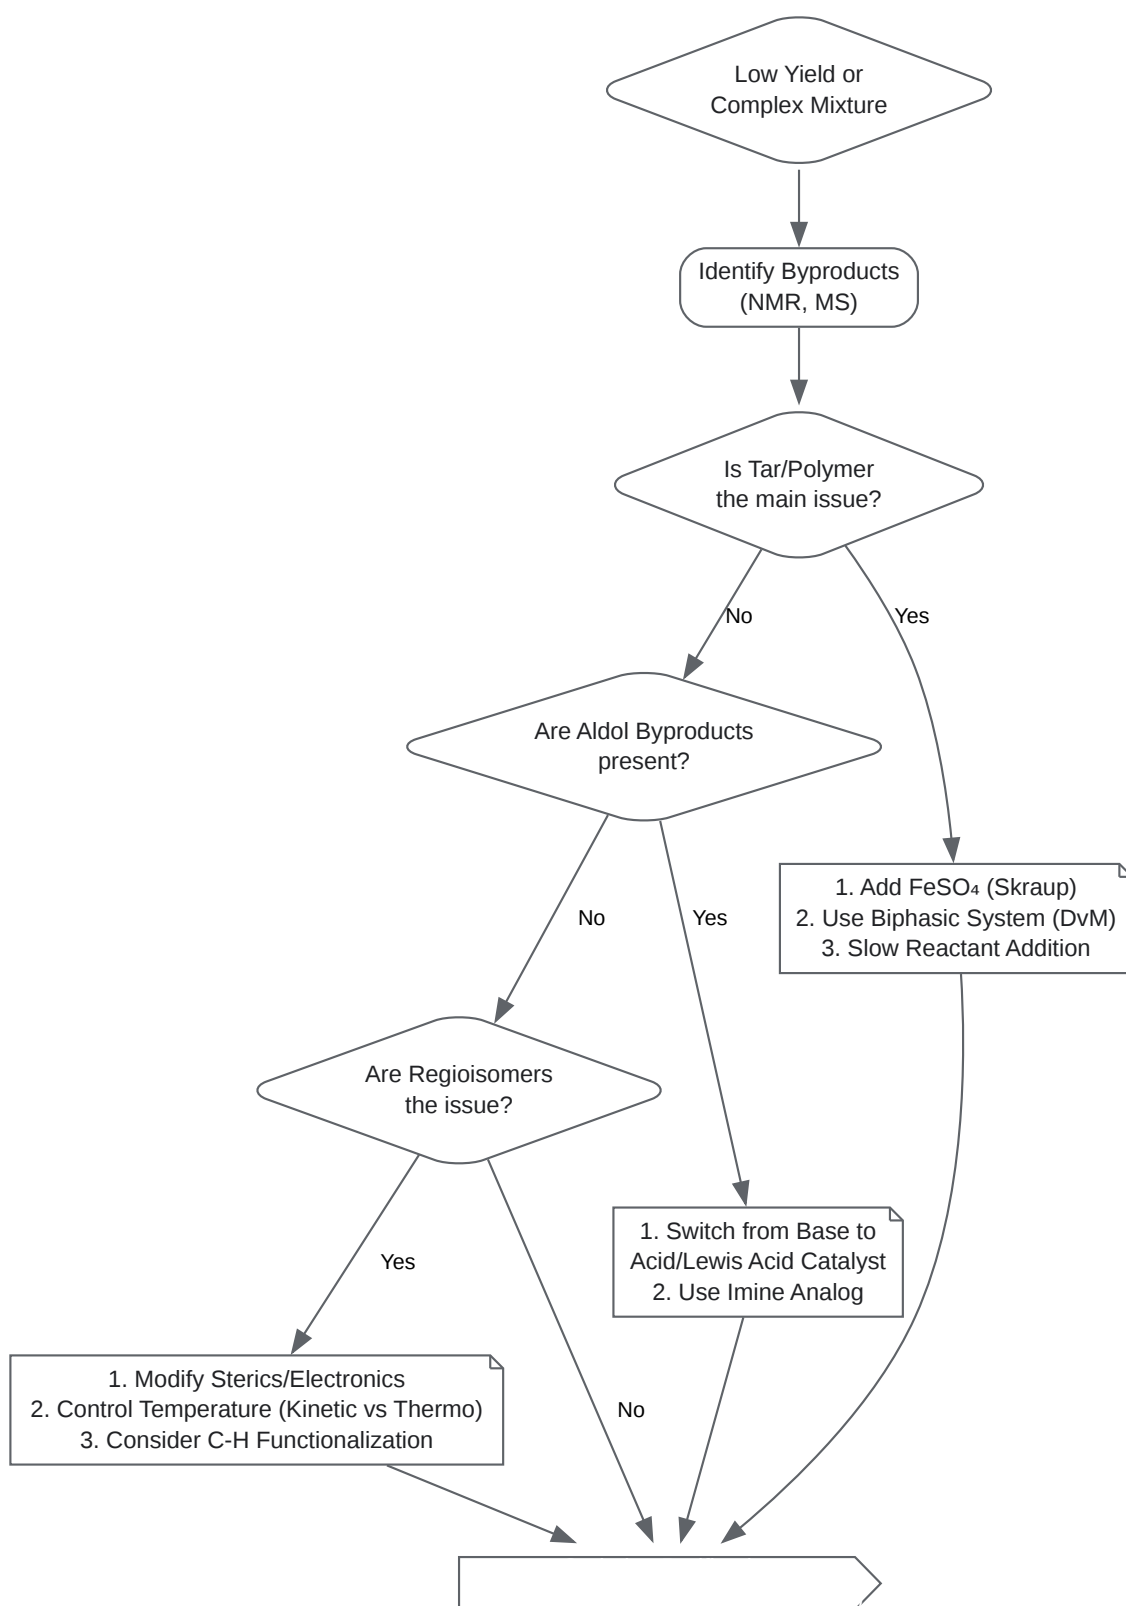 Low Yield or
Complex Mixture
Identify Byproducts
(NMR, MS)
Is Tar/Polymer
the main issue?
No
Yes
Are Aldol Byproducts
present?
1. Add FeSO₄ (Skraup)
2. Use Biphasic System (DvM)
3. Slow Reactant Addition
No
Yes
Are Regioisomers
the issue?
1. Switch from Base to
Acid/Lewis Acid Catalyst
2. Use Imine Analog
Yes
1. Modify Sterics/Electronics
2. Control Temperature (Kinetic vs Thermo)
3. Consider C-H Functionalization
No